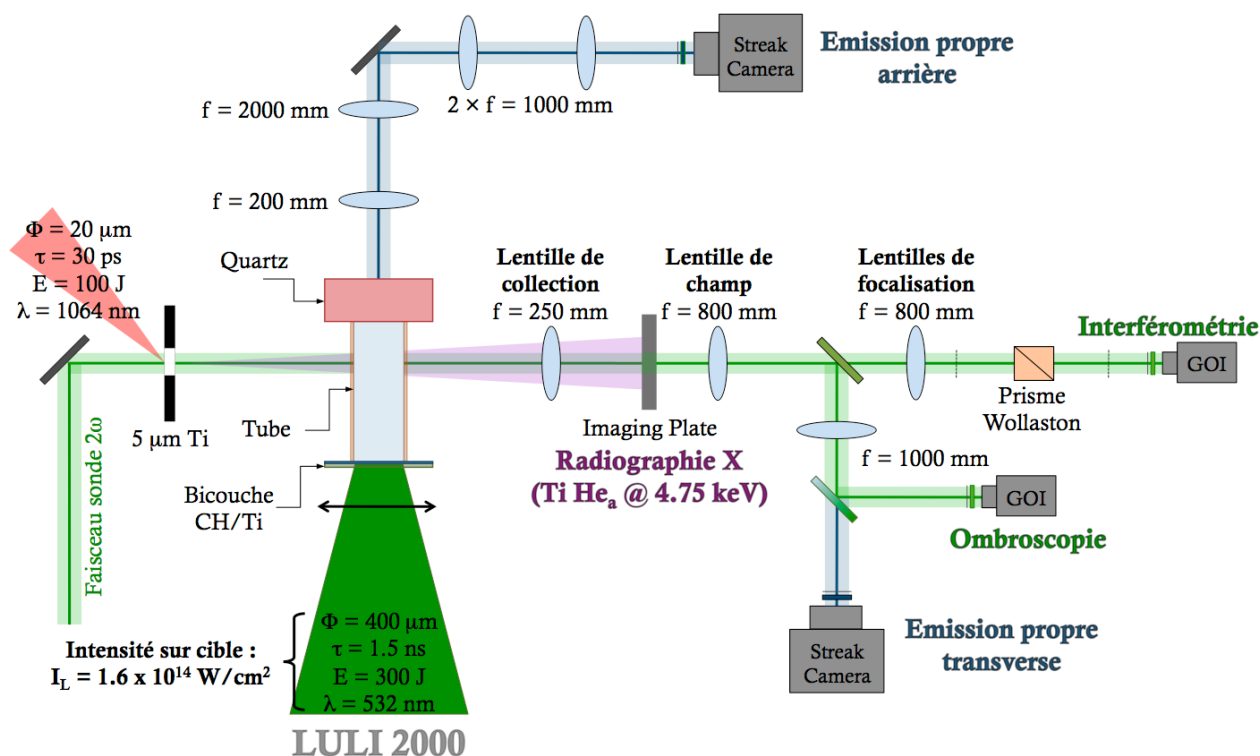 Streak
Camera
Emission propre
arrière
f = 2000 mm
2 × f = 1000 mm
f = 200 mm
Φ = 20 µm
τ = 30 ps
E = 100 J
λ = 1064 nm
Quartz
Lentille de
collection
f = 250 mm
Lentille de
champ
f = 800 mm
Lentilles de
focalisation
f = 800 mm
Interférométrie
GOI
Prisme
Wollaston
5 µm Ti
Tube
Imaging Plate
Radiographie X
(Ti Heₐ @ 4.75 keV)
f = 1000 mm
Bicouche
CH/Ti
GOI
Ombroscopie
Faisceau sonde 2ω
Intensité sur cible :
I_L = 1.6 x 10¹⁴ W/cm²
Φ = 400 µm
τ = 1.5 ns
E = 300 J
λ = 532 nm
LULI 2000
Streak
Camera
Emission propre
transverse